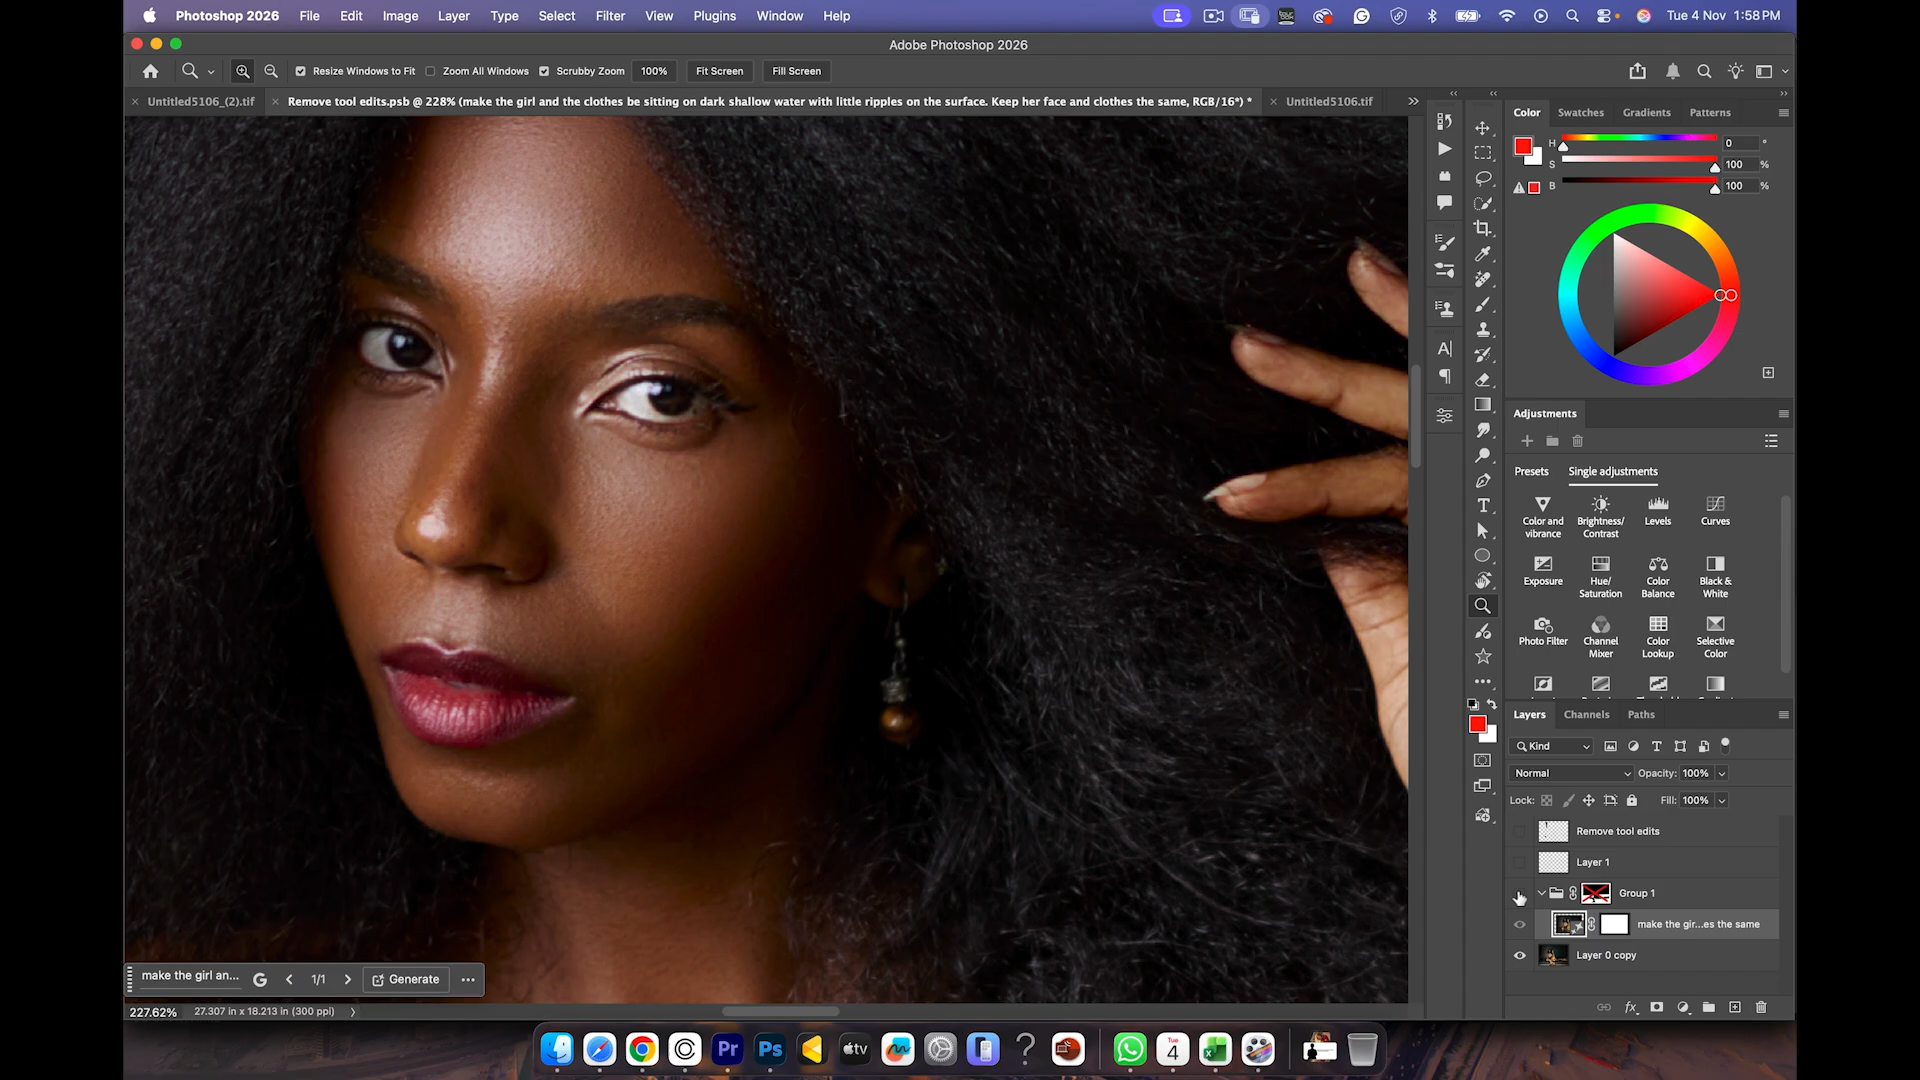 Photoshop 2026 File Edit Image Layer Type Select Filter View Plugins Window Help Tue 4 Nov 1:58 PM
Adobe Photoshop 2026
Resize Windows to Fit Zoom All Windows Scrubby Zoom 100% Fit Screen Fill Screen
Untitled5106_(2).tif Remove tool edits.psb @ 228% (make the girl and the clothes be sitting on dark shallow water with little ripples on the surface. Keep her face and clothes the same, RGB/16*) * Untitled5106.tif
Color Swatches Gradients Patterns
H 0 °
S 100 %
B 100 %
Adjustments
Presets Single adjustments
Color and vibrance
Brightness/ Contrast
Levels
Curves
Exposure
Hue/ Saturation
Color Balance
Black & White
Photo Filter
Channel Mixer
Color Lookup
Selective Color
Layers Channels Paths
Kind
Normal Opacity: 100%
Lock: Fill: 100%
Remove tool edits
Layer 1
Group 1
make the gir...es the same
Layer 0 copy
make the girl an... 1/1 Generate
227.62% 27.307 in x 18.213 in (300 ppi)
Pr Ps tv Tue 4